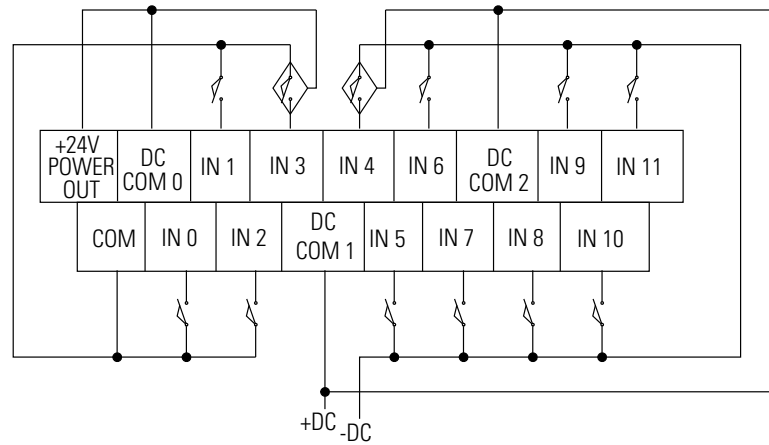 +24V
POWER
OUT
DC
COM 0
IN 1
IN 3
IN 4
IN 6
DC
COM 2
IN 9
IN 11
COM
IN 0
IN 2
DC
COM 1
IN 5
IN 7
IN 8
IN 10
+DC
-DC